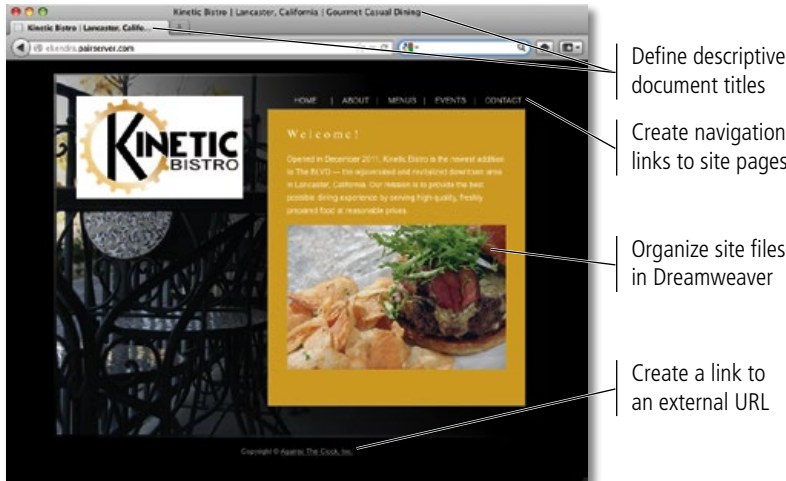 Kinetic Bistro | Lancaster, California | Gourmet Casual Dining
Kinetic Bistro | Lancaster, Califo...
ckendra.pairserver.com
HOME | ABOUT | MENUS | EVENTS | CONTACT
KINETIC
BISTRO
Welcome!
Opened in December 2011, Kinetic Bistro is the newest addition
to The BLVD — the rejuvenated and revitalized downtown area
in Lancaster, California. Our mission is to provide the best
possible dining experience by serving high-quality, freshly
prepared food at reasonable prices.
Copyright © Against The Clock, Inc.
Define descriptive
document titles
Create navigation
links to site pages
Organize site files
in Dreamweaver
Create a link to
an external URL